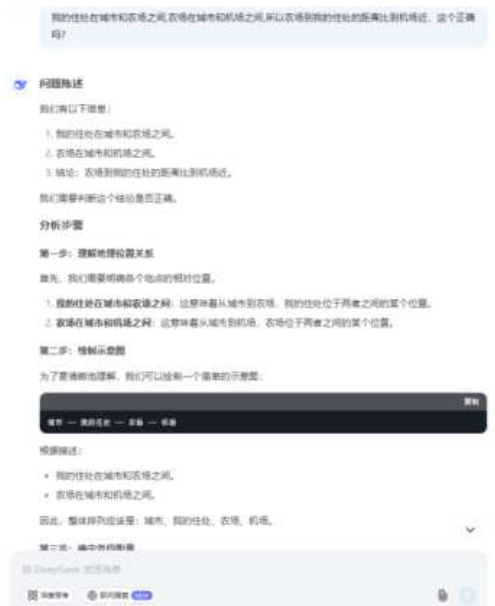 我的住处在城市和农场之间,农场在城市和机场之间,所以农场到我的住处的距离比到机场近，这个正确
吗?
问题陈述
我们有以下信息：
1. 我的住处在城市和农场之间。
2. 农场在城市和机场之间。
3. 结论：农场到我的住处的距离比到机场近。
我们需要判断这个结论是否正确。
分析步骤
第一步：理解地理位置关系
首先，我们需要明确各个地点的相对位置。
1. 我的住处在城市和农场之间：这意味着从城市到农场，我的住处位于两者之间的某个位置。
2. 农场在城市和机场之间：这意味着从城市到机场，农场位于两者之间的某个位置。
第二步：绘制示意图
为了更清晰地理解，我们可以绘制一个简单的示意图：
复制
城市 — 我的住处 — 农场 — 机场
根据描述：
• 我的住处在城市和农场之间。
• 农场在城市和机场之间。
因此，整体排列应该是：城市、我的住处、农场、机场。
给 DeepSeek 发送消息
深度思考 联网搜索 NEW